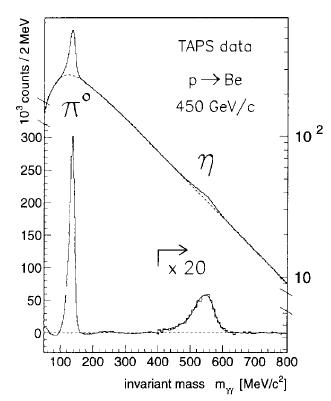 TAPS data
p → Be
450 GeV/c
10³ counts / 2 MeV
π⁰
η
300
250
200
150
100
50
0
10²
10
x 20
100 200 300 400 500 600 700 800
invariant mass m_γγ [MeV/c²]